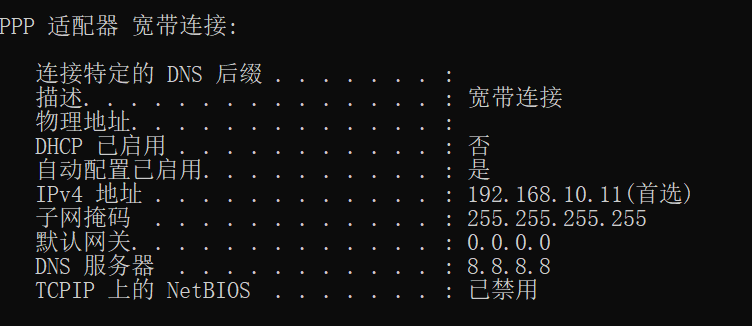 PPP 适配器 宽带连接:
连接特定的 DNS 后缀 . . . . . . . :
描述. . . . . . . . . . . . . . . : 宽带连接
物理地址. . . . . . . . . . . . . :
DHCP 已启用 . . . . . . . . . . . : 否
自动配置已启用. . . . . . . . . . : 是
IPv4 地址 . . . . . . . . . . . . : 192.168.10.11(首选)
子网掩码  . . . . . . . . . . . . : 255.255.255.255
默认网关. . . . . . . . . . . . . : 0.0.0.0
DNS 服务器  . . . . . . . . . . . : 8.8.8.8
TCPIP 上的 NetBIOS  . . . . . . . : 已禁用